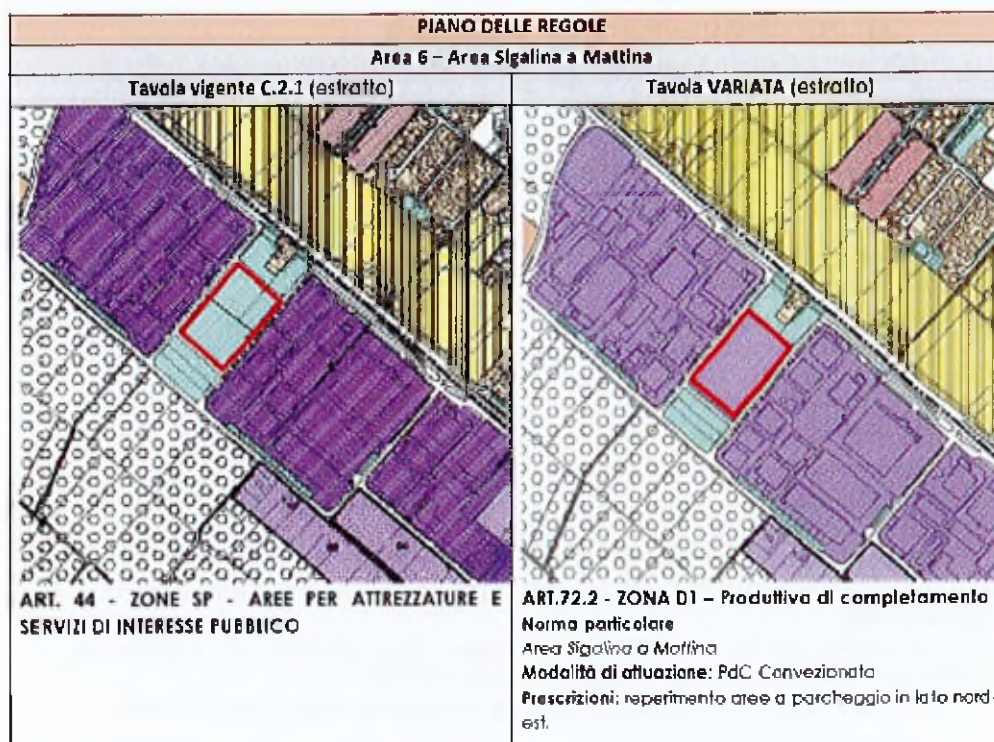 PIANO DELLE REGOLE
Area 6 – Area Sigalina a Mattina
Tavola vigente C.2.1 (estratto)
Tavola VARIATA (estratto)
ART. 44 - ZONE SP - AREE PER ATTREZZATURE E
SERVIZI DI INTERESSE PUBBLICO
ART.72.2 - ZONA D1 – Produttiva di completamento
Norma particolare
Area Sigalina a Mattina
Modalità di attuazione: PdC Convezionato
Prescrizioni: reperimento aree a parcheggio in lato nord-
est.